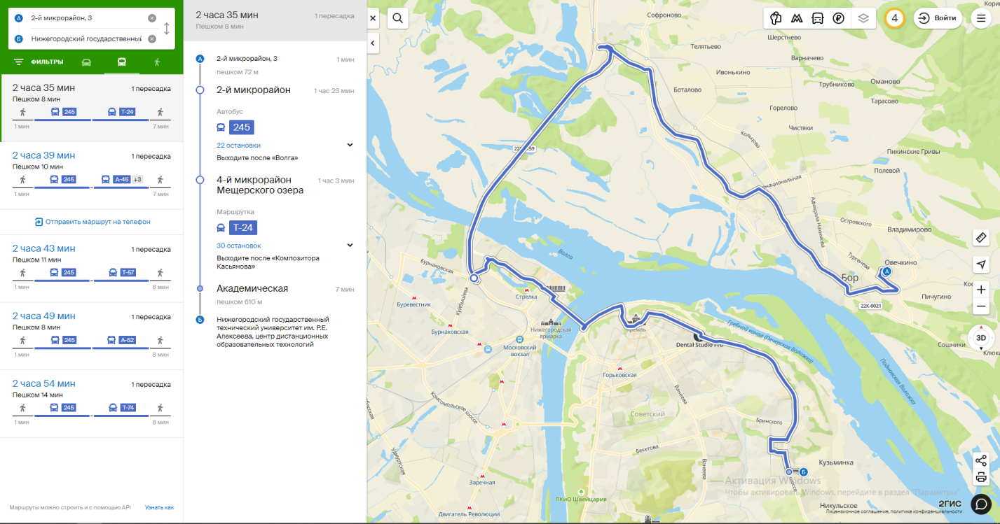 А
2-й микрорайон, 3
Б
Нижегородский государственный
ФИЛЬТРЫ
2 часа 35 мин
1 пересадка
Пешком 8 мин
245
Т-24
1 мин
7 мин
2 часа 39 мин
1 пересадка
Пешком 10 мин
245
А-45
+3
1 мин
7 мин
Отправить маршрут на телефон
2 часа 43 мин
1 пересадка
Пешком 11 мин
245
Т-57
1 мин
8 мин
2 часа 49 мин
1 пересадка
Пешком 8 мин
245
А-52
1 мин
8 мин
2 часа 54 мин
1 пересадка
Пешком 14 мин
245
Т-74
1 мин
8 мин
Маршруты можно строить и с помощью API
Узнать как
2 часа 35 мин
1 пересадка
Пешком 8 мин
А
2-й микрорайон, 3
1 мин
пешком 72 м
2-й микрорайон
1 час 23 мин
Автобус
245
22 остановки
Выходите после «Волга»
4-й микрорайон
Мещерского озера
1 час 3 мин
Маршрутка
Т-24
30 остановок
Выходите после «Композитора
Касьянова»
Академическая
7 мин
пешком 610 м
Б
Нижегородский государственный
технический университет им. Р.Е.
Алексеева, центр дистанционных
образовательных технологий
4
Войти
Софроново
Шерстнево
Телятьево
Варначево
Ивонькино
Трубниково
Оманово
Боталово
Тарасово
Горелово
Чистяки
Кольцова
Пикинские Гривы
Полевой
Адмирала Нахимова
Островского
Владимирово
Тургенева
Овечкино
А
Бор
Пичугино
22К-0021
Волга
Бурнаковская
Куйбышева
Стрелка
Буревестник
Бурнаковская
Нижегородская
ярмарка
Московский
вокзал
Кремль
Dental Studio Pro
Гребной канал (Печерская Воложка)
Подновская Воложка
Сошники
3D
Горьковская
Ванеева
Комсомольское шоссе
Советский
Бринского
Бекетова
Ванеева
Удмуртская
Заречная
ПКиО Швейцария
Двигатель Революции
Кузьминка
Б
шоссе
Никульское
Активация Windows
Чтобы активировать Windows, перейдите в раздел "Параметры".
2ГИС
Лицензионное соглашение, политика конфиденциальности